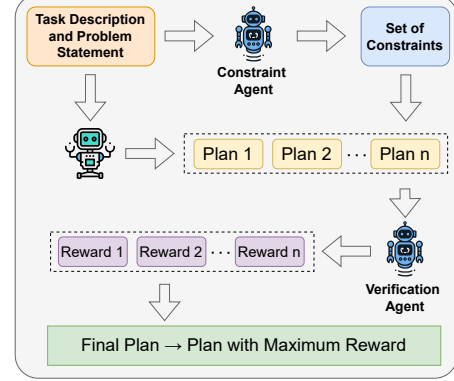 Task Description
and Problem
Statement
Constraint
Agent
Set of
Constraints
Plan 1
Plan 2
...
Plan n
Reward 1
Reward 2
...
Reward n
Verification
Agent
Final Plan → Plan with Maximum Reward